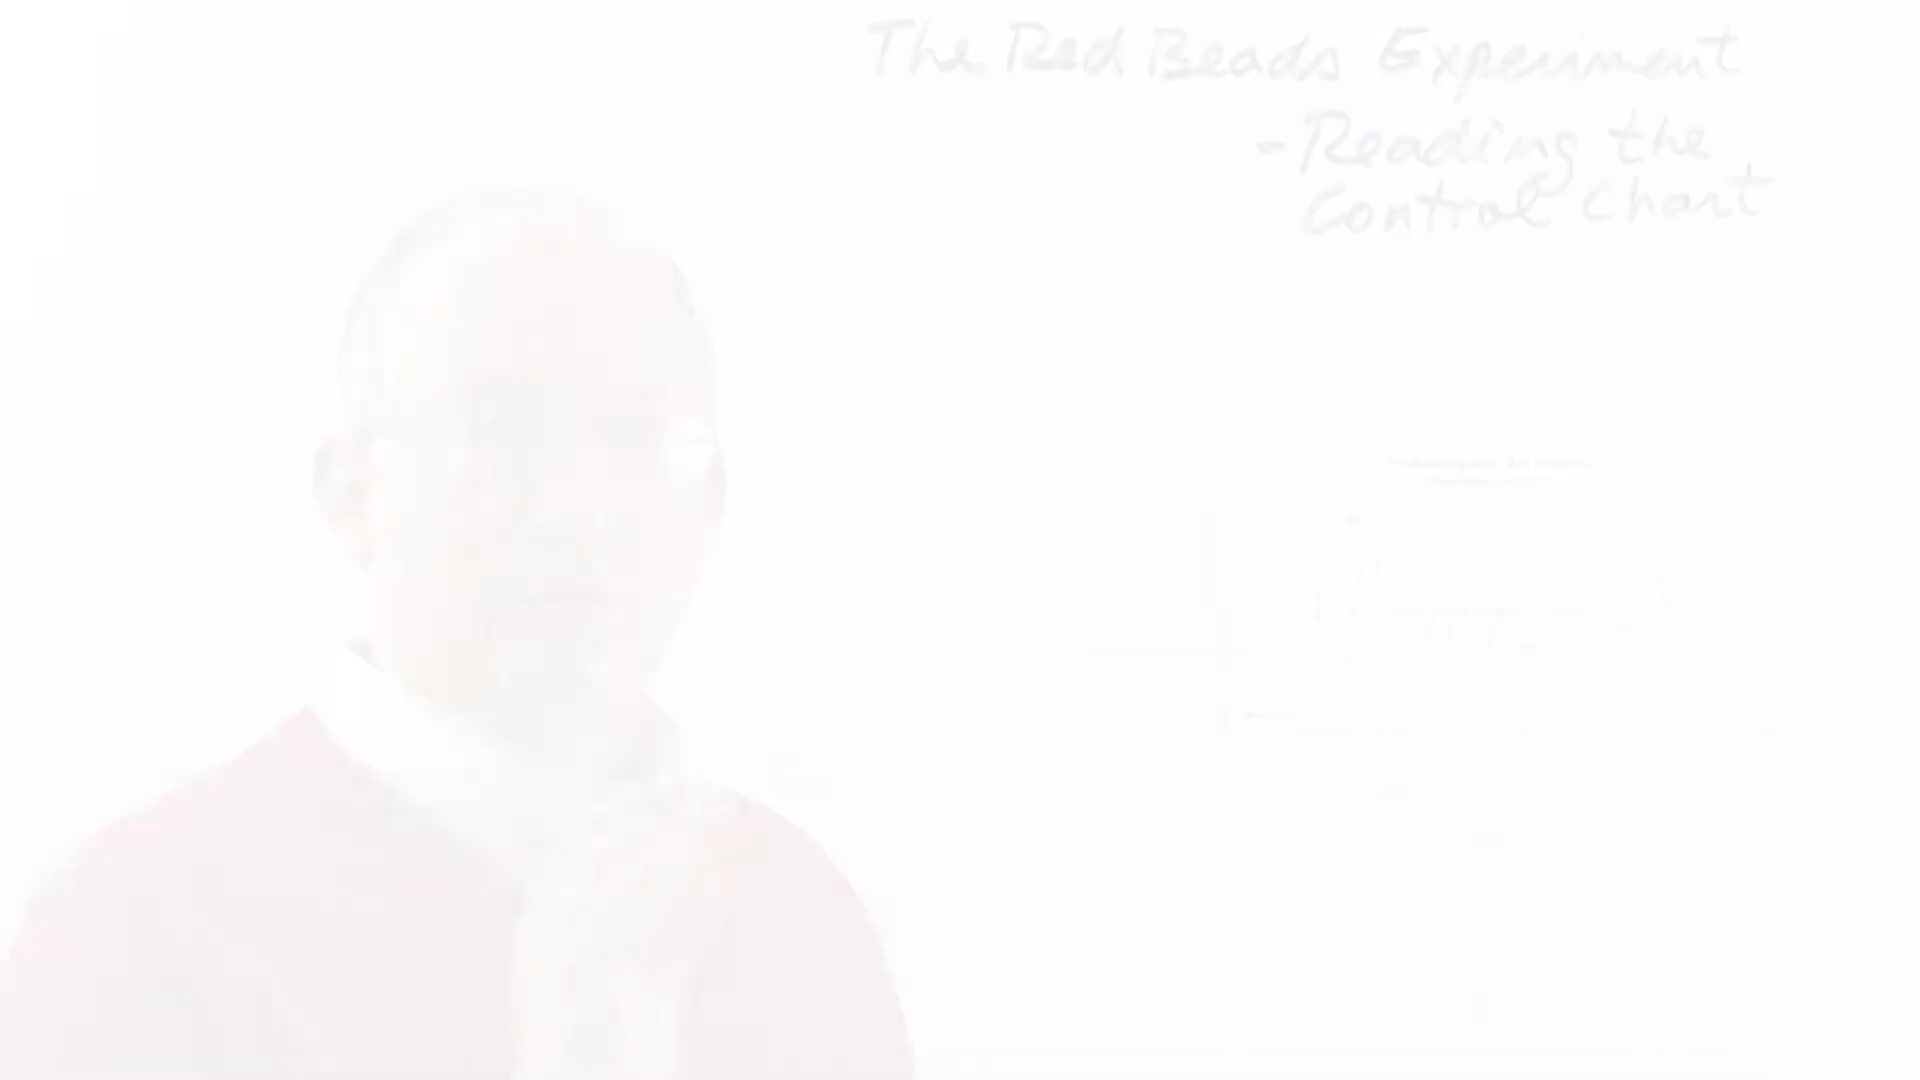 The Red Beads Experiment
- Reading the
Control Chart